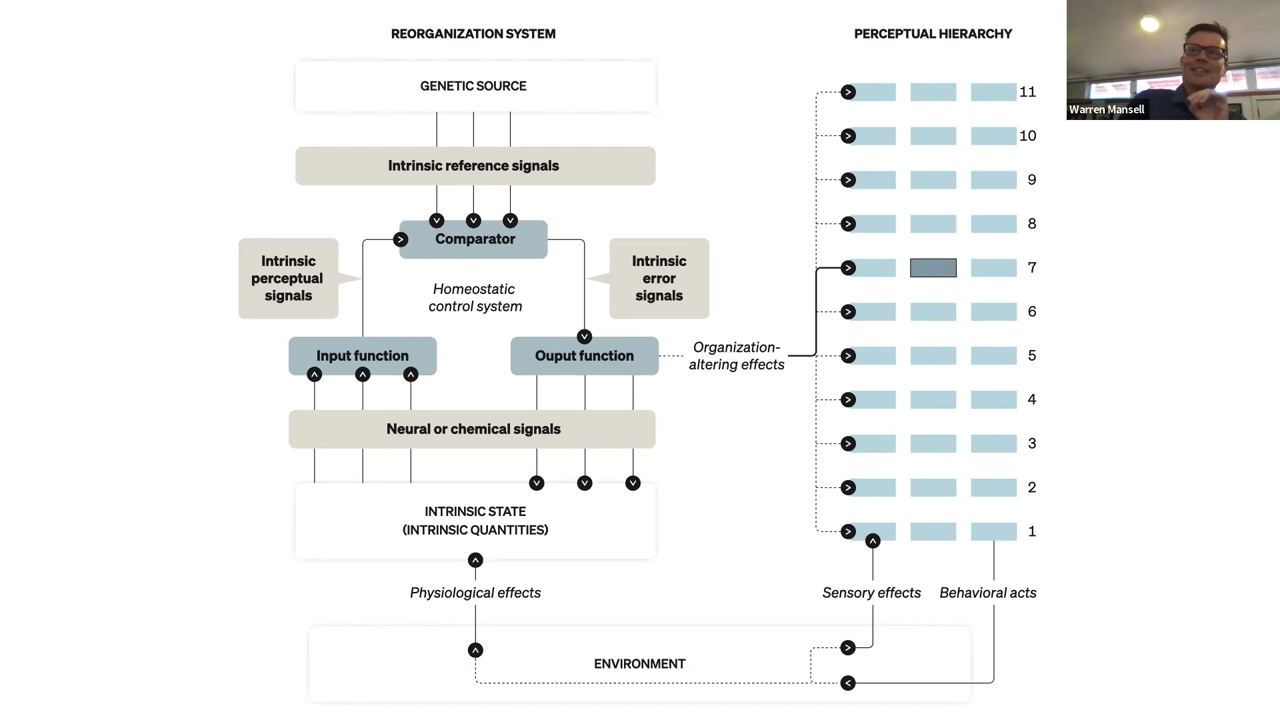 REORGANIZATION SYSTEM
PERCEPTUAL HIERARCHY
Warren Mansell
GENETIC SOURCE
Intrinsic reference signals
Comparator
Intrinsic
perceptual
signals
Homeostatic
control system
Intrinsic
error
signals
Input function
Ouput function
Organization-
altering effects
Neural or chemical signals
INTRINSIC STATE
(INTRINSIC QUANTITIES)
Physiological effects
11
10
9
8
7
6
5
4
3
2
1
Sensory effects
Behavioral acts
ENVIRONMENT